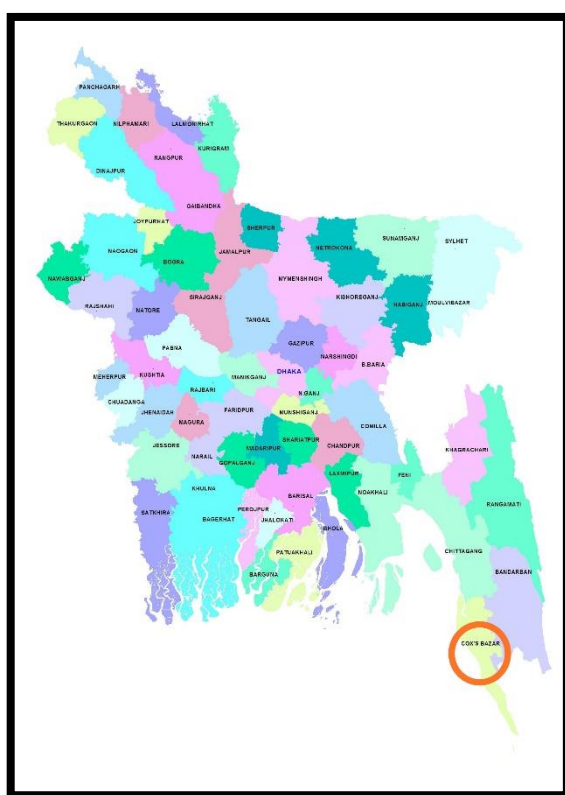 PANCHAGARH
THAKURGAON
NILPHAMARI
LALMONIRHAT
KURIGRAM
RANGPUR
DINAJPUR
GAIBANDHA
JOYPURHAT
SHERPUR
NETROKONA
SUNAMGANJ
SYLHET
NAOGAON
BOGRA
JAMALPUR
MYMENSHINGH
NAWABGANJ
RAJSHAHI
SIRAJGANJ
KISHOREGANJ
HABIGANJ
MOULVIBAZAR
NATORE
TANGAIL
GAZIPUR
PABNA
NARSHINGDI
B.BARIA
MEHERPUR
KUSHTIA
MANIKGANJ
DHAKA
RAJBARI
N.GANJ
CHUADANGA
JHENAIDAH
FARIDPUR
MUNSHIGANJ
MAGURA
COMILLA
JESSORE
NARAIL
MADARIPUR
SHARIATPUR
CHANDPUR
KHAGRACHARI
GOPALGANJ
LAXMIPUR
FENI
KHULNA
BARISAL
NOAKHALI
RANGAMATI
SATKHIRA
BAGERHAT
PEROJPUR
JHALOKATI
BHOLA
PATUAKHALI
CHITTAGANG
BARGUNA
BANDARBAN
COX'S BAZAR